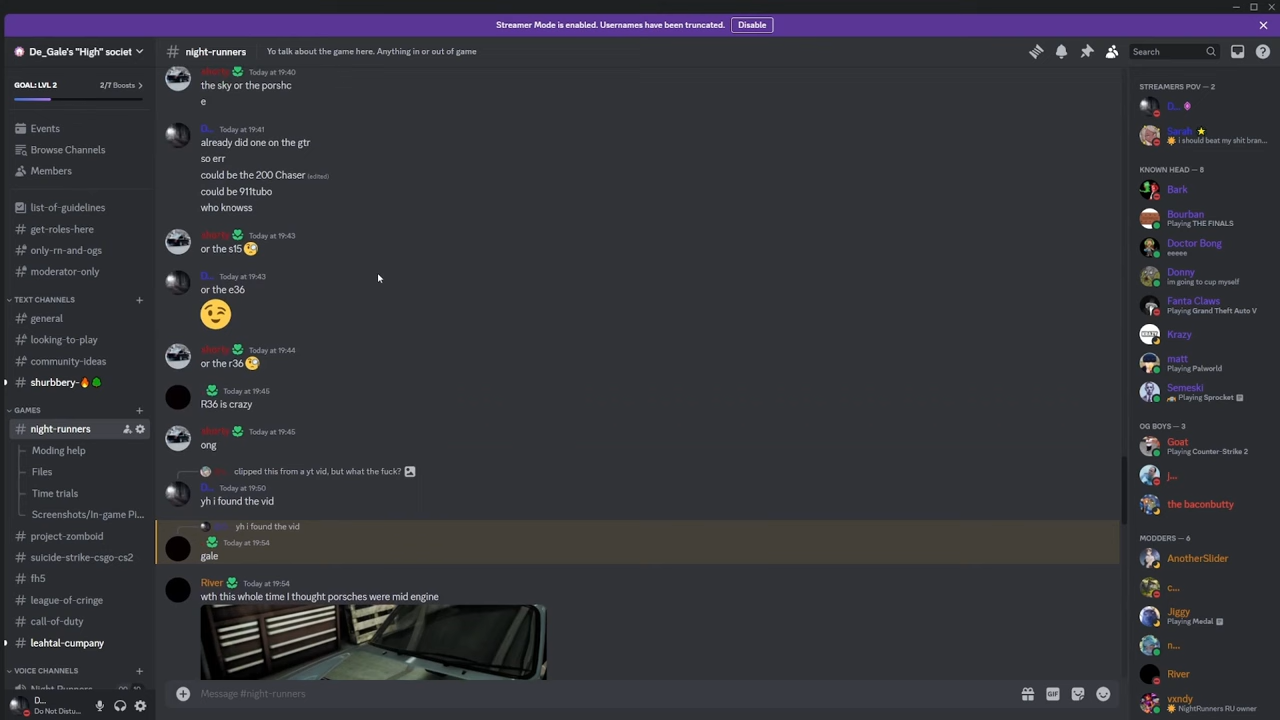 Streamer Mode is enabled. Usernames have been truncated.
Disable
De_Gale's "High" societ
GOAL: LVL 2
2/7 Boosts
Events
Browse Channels
Members
list-of-guidelines
get-roles-here
only-rn-and-ogs
moderator-only
TEXT CHANNELS
general
looking-to-play
community-ideas
shurbbery-
GAMES
night-runners
Moding help
Files
Time trials
Screenshots/In-game Pi...
project-zomboid
suicide-strike-csgo-cs2
fh5
league-of-cringe
call-of-duty
leahtal-cumpany
VOICE CHANNELS
D...
Do Not Distu...
night-runners
Yo talk about the game here. Anything in or out of game
Search
Today at 19:40
the sky or the porshc
e
D... Today at 19:41
already did one on the gtr
so err
could be the 200 Chaser (edited)
could be 911tubo
who knowss
Today at 19:43
or the s15
D... Today at 19:43
or the e36
Today at 19:44
or the r36
Today at 19:45
R36 is crazy
Today at 19:45
ong
clipped this from a yt vid, but what the fuck?
D... Today at 19:50
yh i found the vid
yh i found the vid
Today at 19:54
gale
River Today at 19:54
wth this whole time I thought porsches were mid engine
Message #night-runners
GIF
STREAMERS POV — 2
D...
Sarah
i should beat my shit bran...
KNOWN HEAD — 8
Bark
Bourban
Playing THE FINALS
Doctor Bong
eeeee
Donny
im going to cup myself
Fanta Claws
Playing Grand Theft Auto V
Krazy
matt
Playing Palworld
Semeski
Playing Sprocket
OG BOYS — 3
Goat
Playing Counter-Strike 2
j...
the baconbutty
MODDERS — 6
AnotherSlider
c...
Jiggy
Playing Medal
n...
River
vxndy
NightRunners RU owner